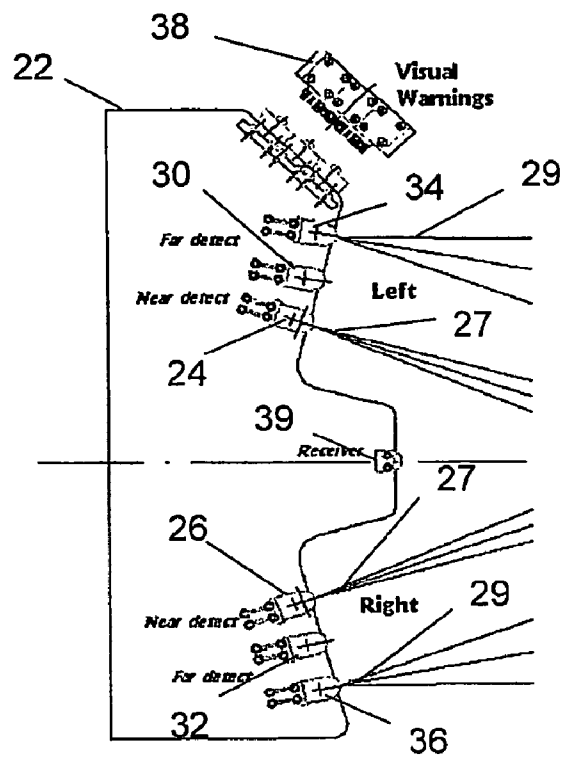 38
22
Visual
Warnings
30
34
29
Far detect
Near detect
Left
27
24
39
Receiver
27
26
Right
29
Near detect
Far detect
32
36